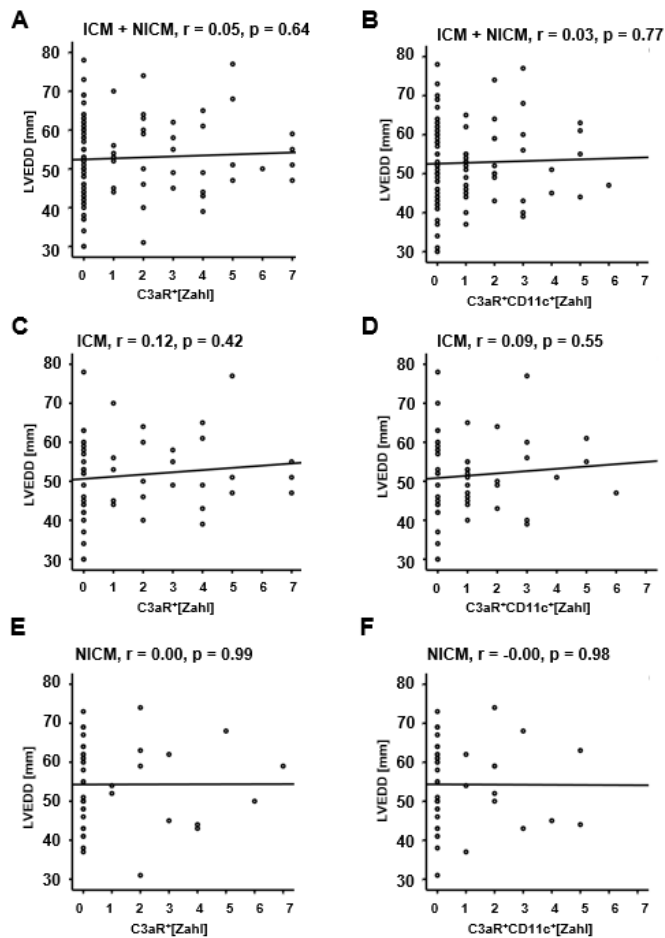 A
ICM + NICM, r = 0.05, p = 0.64
LVEDD [mm]
80
70
60
50
40
30
0 1 2 3 4 5 6 7
C3aR⁺[Zahl]
B
ICM + NICM, r = 0.03, p = 0.77
LVEDD [mm]
80
70
60
50
40
30
0 1 2 3 4 5 6 7
C3aR⁺CD11c⁺[Zahl]
C
ICM, r = 0.12, p = 0.42
LVEDD [mm]
80
70
60
50
40
30
0 1 2 3 4 5 6 7
C3aR⁺[Zahl]
D
ICM, r = 0.09, p = 0.55
LVEDD [mm]
80
70
60
50
40
30
0 1 2 3 4 5 6 7
C3aR⁺CD11c⁺[Zahl]
E
NICM, r = 0.00, p = 0.99
LVEDD [mm]
80
70
60
50
40
30
0 1 2 3 4 5 6 7
C3aR⁺[Zahl]
F
NICM, r = -0.00, p = 0.98
LVEDD [mm]
80
70
60
50
40
30
0 1 2 3 4 5 6 7
C3aR⁺CD11c⁺[Zahl]